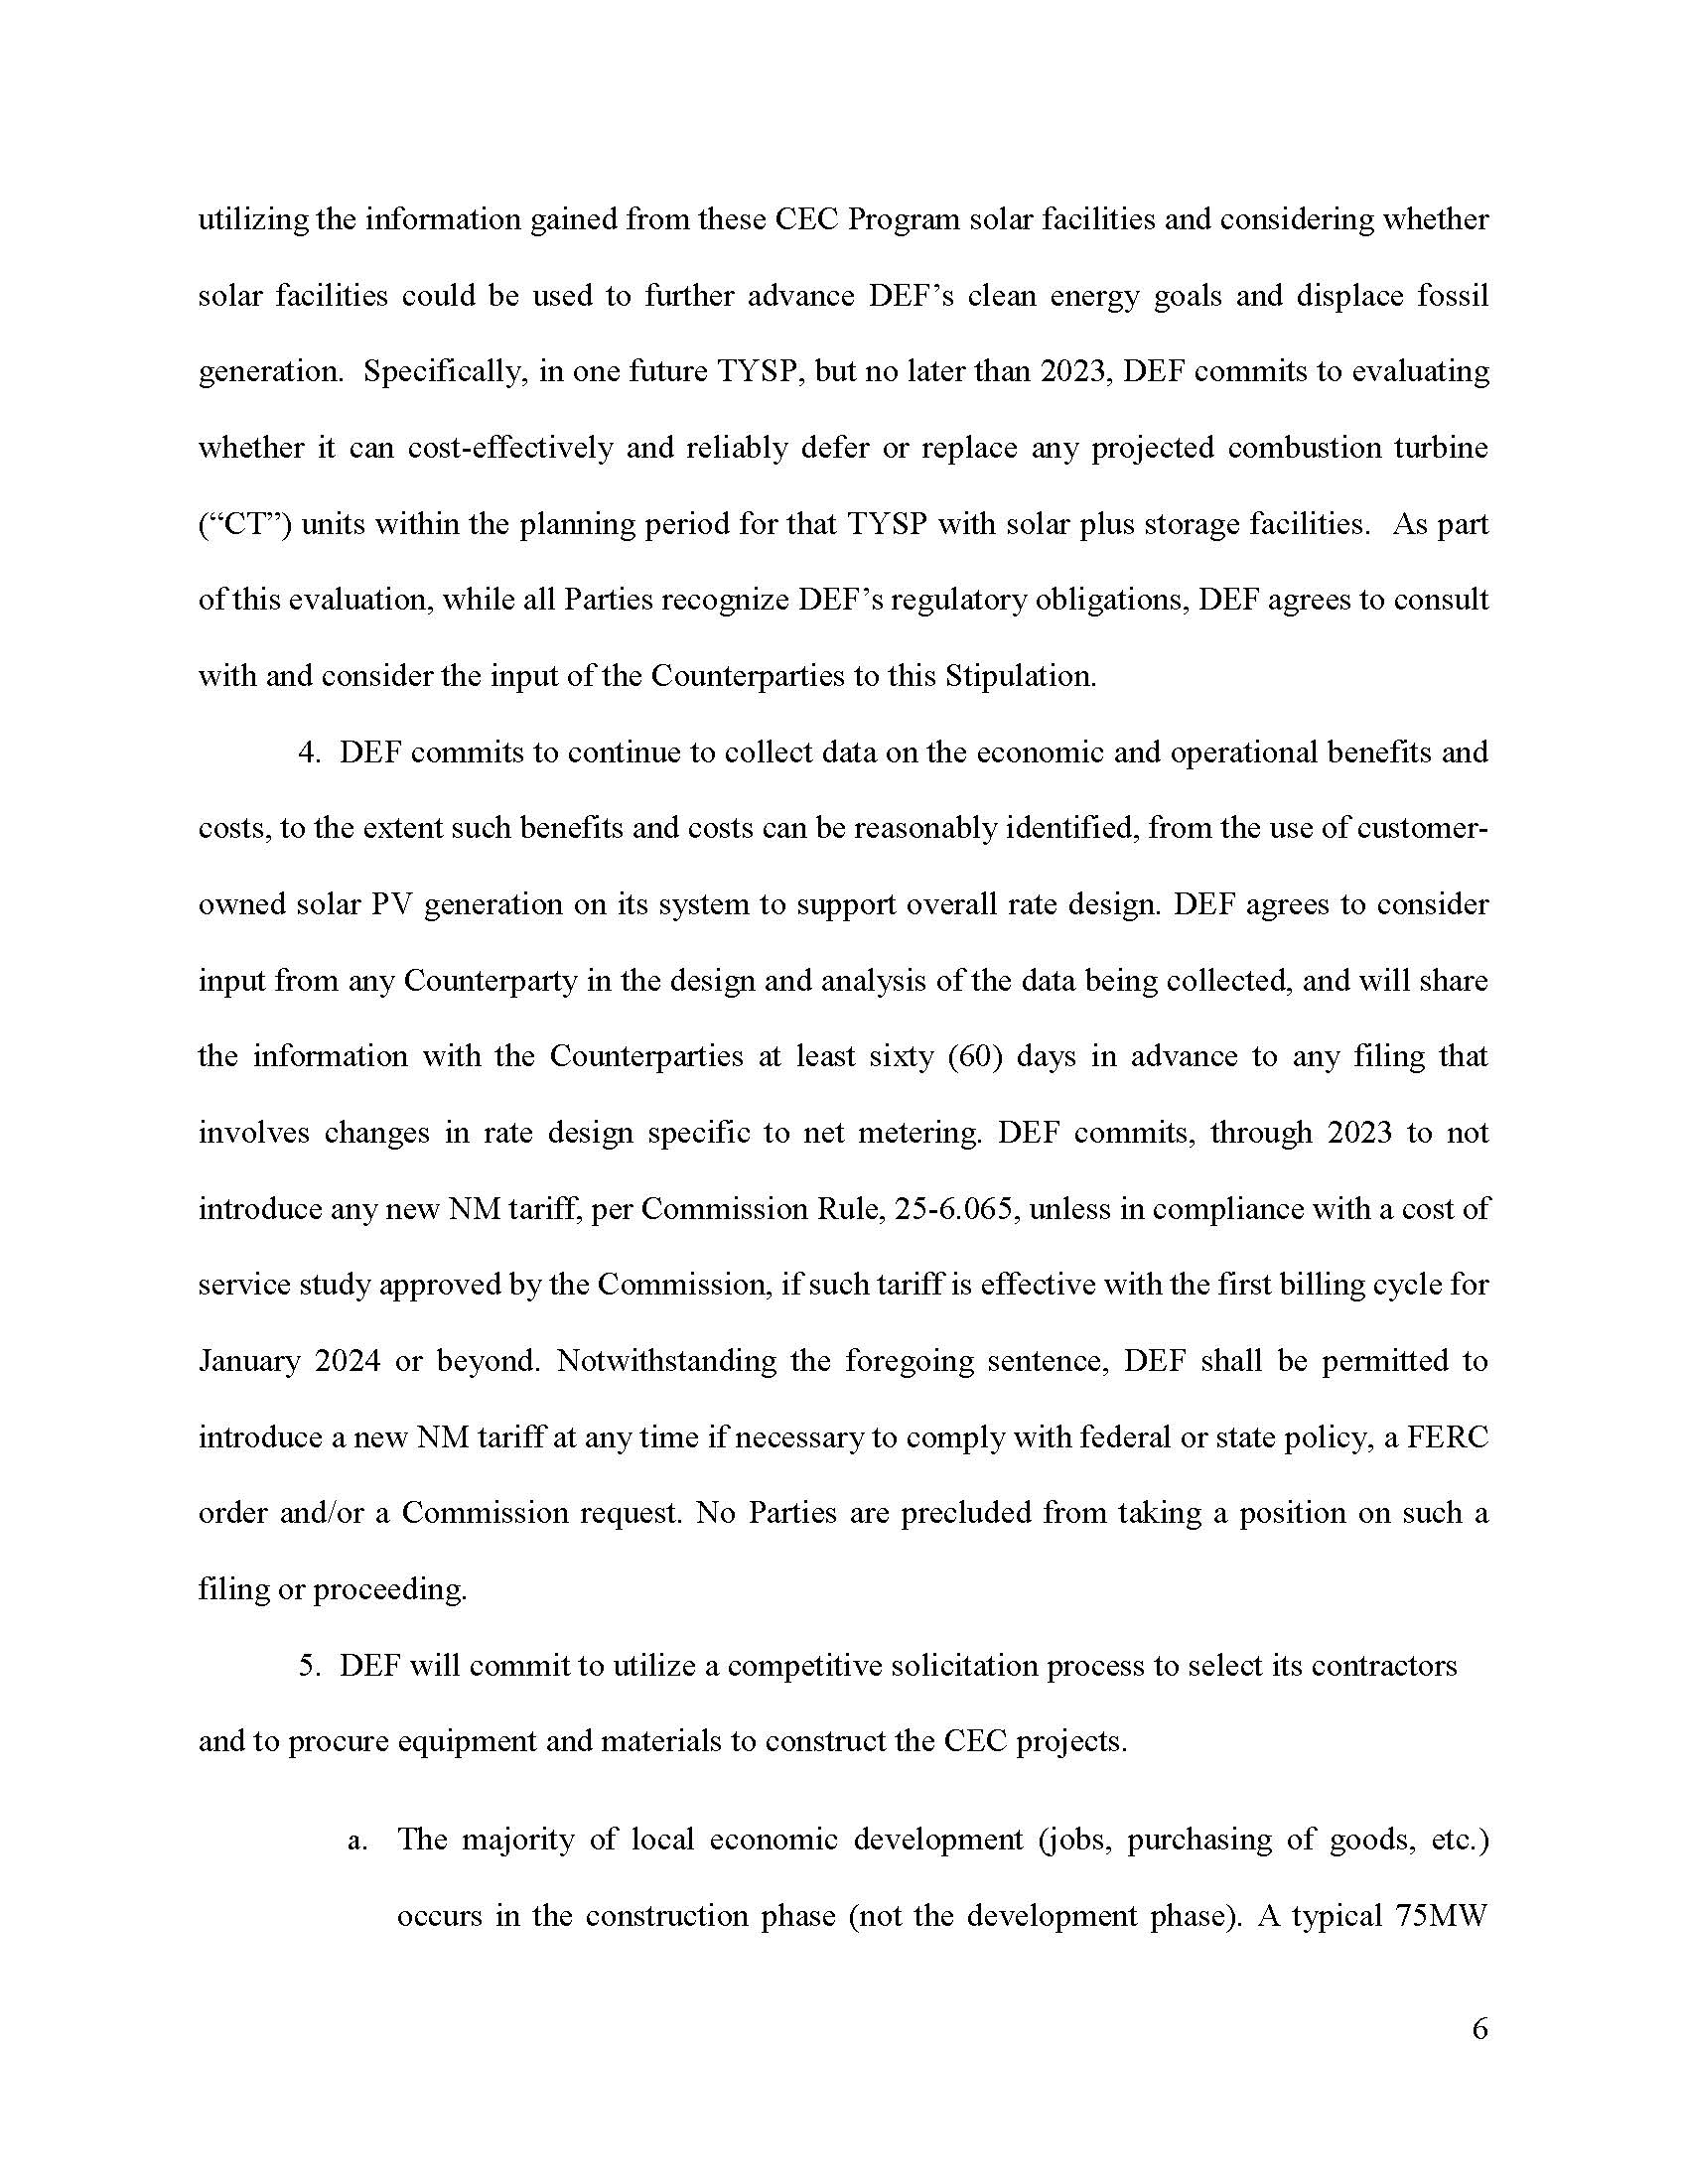 utilizing the information gained from these CEC Program solar facilities and considering whether
solar facilities could be used to further advance DEF’s clean energy goals and displace fossil
generation.  Specifically, in one future TYSP, but no later than 2023, DEF commits to evaluating
whether it can cost-effectively and reliably defer or replace any projected combustion turbine
(“CT”) units within the planning period for that TYSP with solar plus storage facilities.  As part
of this evaluation, while all Parties recognize DEF’s regulatory obligations, DEF agrees to consult
with and consider the input of the Counterparties to this Stipulation.
4.  DEF commits to continue to collect data on the economic and operational benefits and
costs, to the extent such benefits and costs can be reasonably identified, from the use of customer-
owned solar PV generation on its system to support overall rate design. DEF agrees to consider
input from any Counterparty in the design and analysis of the data being collected, and will share
the information with the Counterparties at least sixty (60) days in advance to any filing that
involves changes in rate design specific to net metering. DEF commits, through 2023 to not
introduce any new NM tariff, per Commission Rule, 25-6.065, unless in compliance with a cost of
service study approved by the Commission, if such tariff is effective with the first billing cycle for
January 2024 or beyond. Notwithstanding the foregoing sentence, DEF shall be permitted to
introduce a new NM tariff at any time if necessary to comply with federal or state policy, a FERC
order and/or a Commission request. No Parties are precluded from taking a position on such a
filing or proceeding.
5.  DEF will commit to utilize a competitive solicitation process to select its contractors
and to procure equipment and materials to construct the CEC projects.
a.  The majority of local economic development (jobs, purchasing of goods, etc.)
occurs in the construction phase (not the development phase). A typical 75MW
6